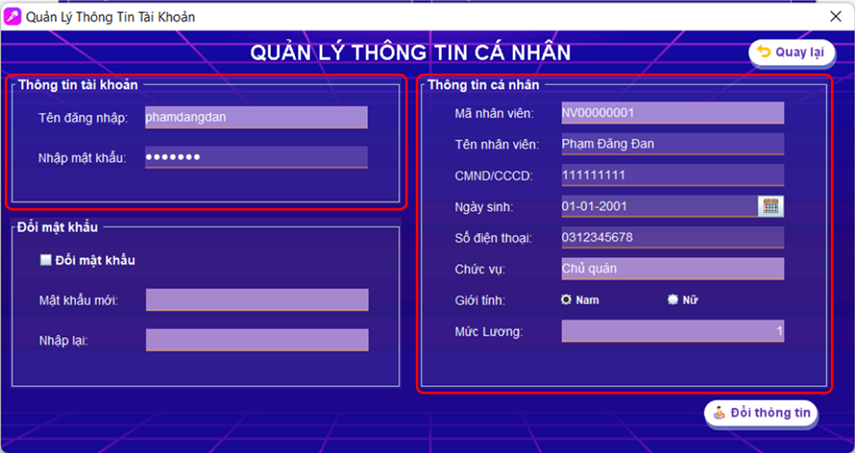 Quản Lý Thông Tin Tài Khoản
QUẢN LÝ THÔNG TIN CÁ NHÂN
Quay lại
Thông tin tài khoản
Tên đăng nhập: phamdangdan
Nhập mật khẩu: •••••••
Đổi mật khẩu
Đổi mật khẩu
Mật khẩu mới:
Nhập lại:
Thông tin cá nhân
Mã nhân viên: NV00000001
Tên nhân viên: Phạm Đăng Đan
CMND/CCCD: 111111111
Ngày sinh: 01-01-2001
Số điện thoại: 0312345678
Chức vụ: Chủ quán
Giới tính: Nam Nữ
Mức Lương: 1
Đổi thông tin